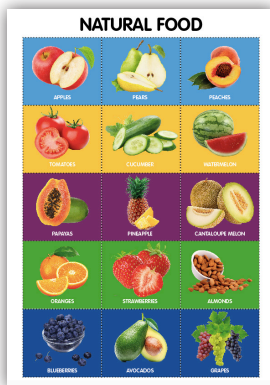 NATURAL FOOD
APPLES
PEARS
PEACHES
TOMATOES
CUCUMBER
WATERMELON
PAPAYAS
PINEAPPLE
CANTALOUPE MELON
ORANGES
STRAWBERRIES
ALMONDS
BLUEBERRIES
AVOCADOS
GRAPES